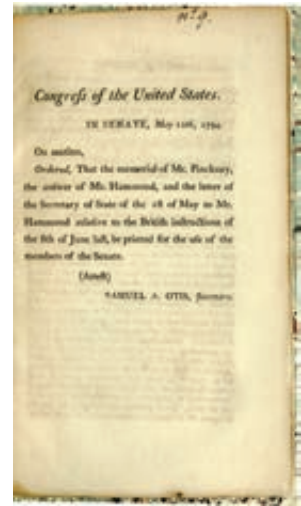 nº 9.
Congreſs of the United States.
IN SENATE, May 12th, 1794
On motion,
Ordered, That the memorial of Mr. Pinckney,
the answer of Mr. Hammond, and the letter of
the Secretary of State of the of May to Mr.
Hammond relative to the British instructions of
the 8th of June laſt, be printed for the uſe of the
members of the Senate.
(Atteſt)
SAMUEL A. OTIS, Secretary.